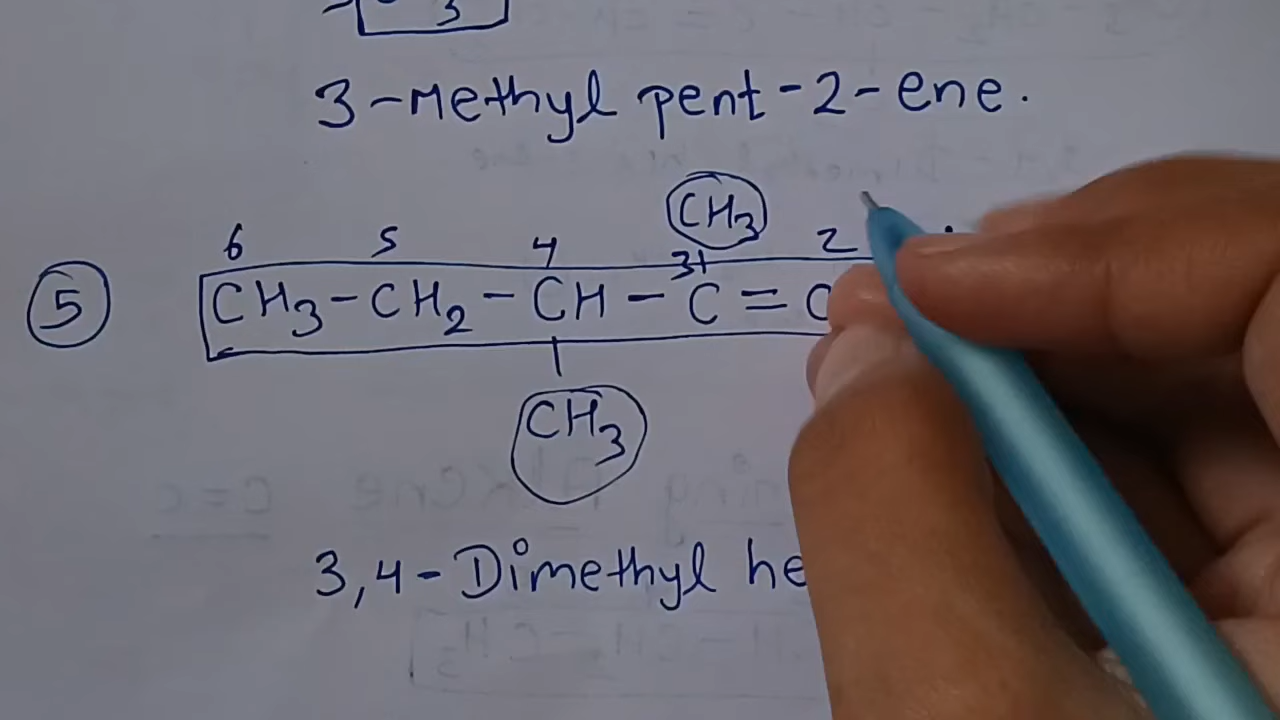 3
3-Methyl pent-2-ene.
CH3
6 5 4 3 2
5 CH3-CH2-CH-C=C
CH3
3,4-Dimethyl he